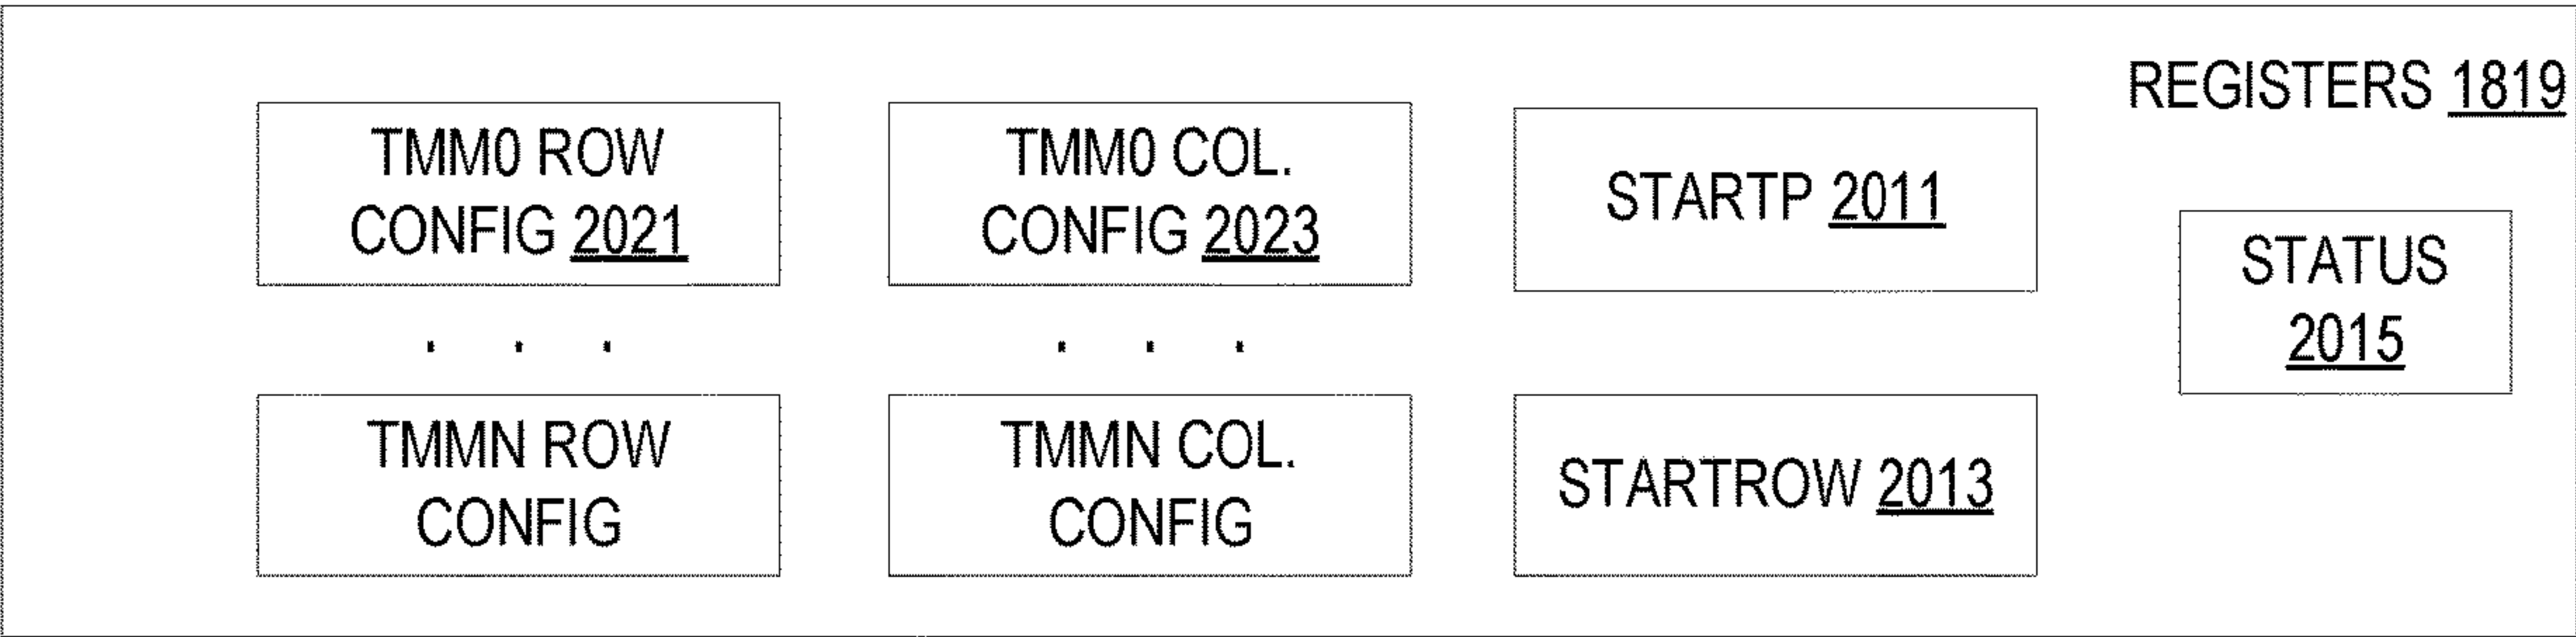 REGISTERS 1819
TMM0 ROW
CONFIG 2021
TMM0 COL.
CONFIG 2023
STARTP 2011
STATUS
2015
. . .
. . .
TMMN ROW
CONFIG
TMMN COL.
CONFIG
STARTROW 2013